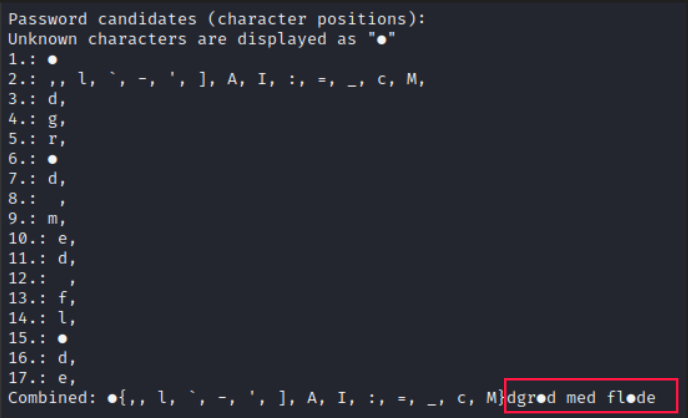 Password candidates (character positions):
Unknown characters are displayed as "●"
1.: ●
2.: ,, l, `, -, ', ], A, I, :, =, _, c, M,
3.: d,
4.: g,
5.: r,
6.: ●
7.: d,
8.:  ,
9.: m,
10.: e,
11.: d,
12.:  ,
13.: f,
14.: l,
15.: ●
16.: d,
17.: e,
Combined: ●{,, l, `, -, ', ], A, I, :, =, _, c, M}dgr●d med fl●de